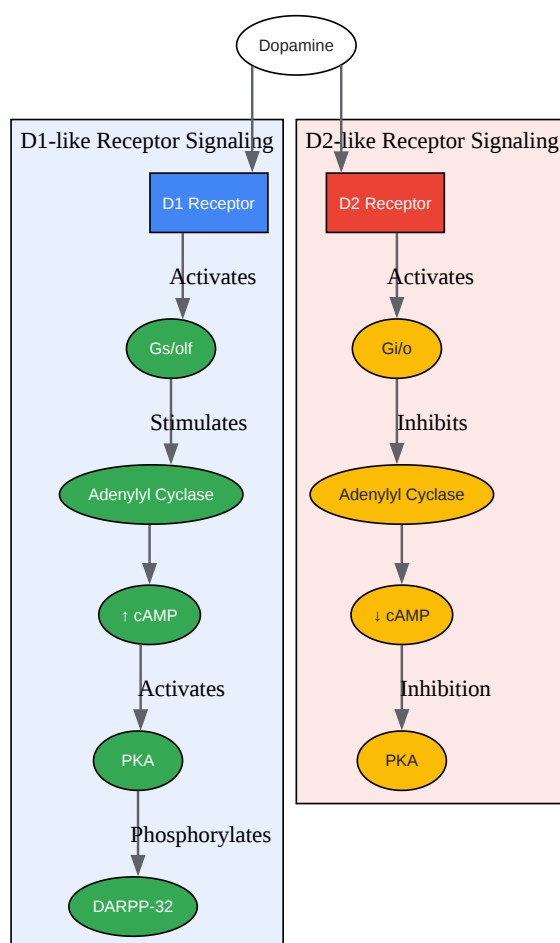 Dopamine
D1-like Receptor Signaling
D1 Receptor
Activates
Gs/olf
Stimulates
Adenylyl Cyclase
↑ cAMP
Activates
PKA
Phosphorylates
DARPP-32
D2-like Receptor Signaling
D2 Receptor
Activates
Gi/o
Inhibits
Adenylyl Cyclase
↓ cAMP
Inhibition
PKA